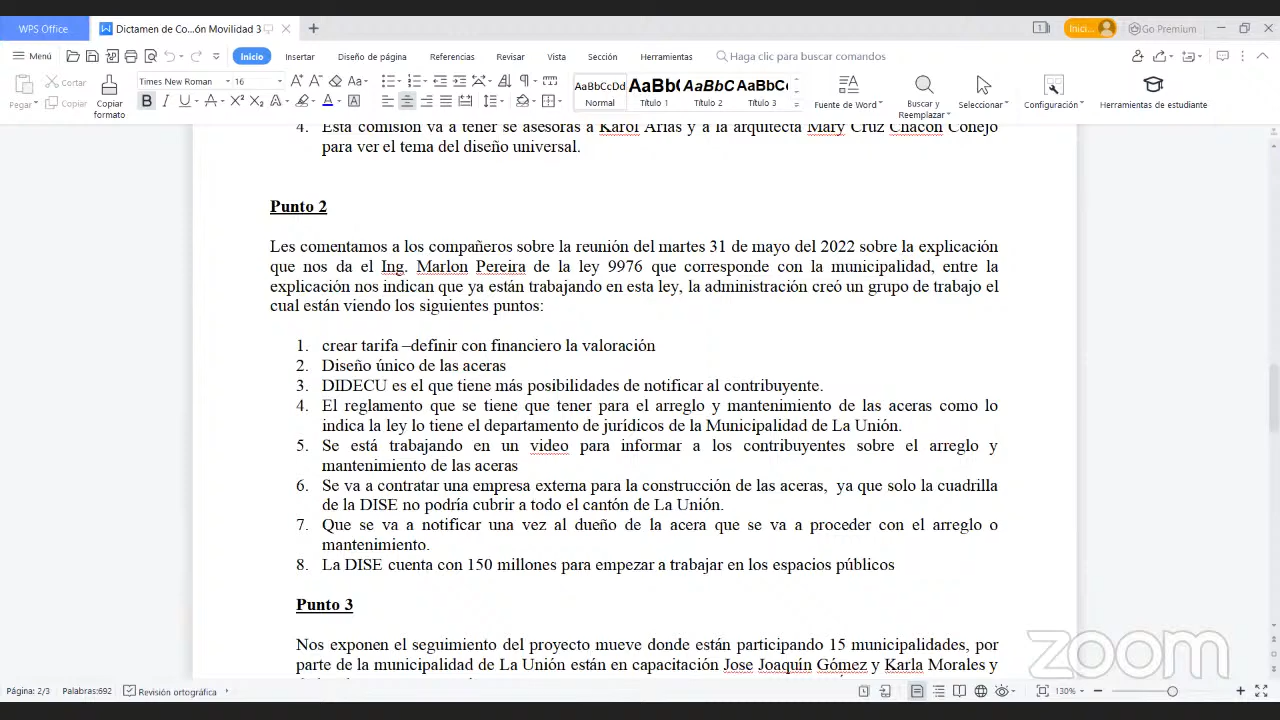 WPS Office
Dictamen de Co...ón Movilidad 3
Inici...
Go Premium
Menú
Inicio
Insertar
Diseño de página
Referencias
Revisar
Vista
Sección
Herramientas
Haga clic para buscar comandos
Pegar
Cortar
Copiar
Copiar formato
Times New Roman
16
AaBbCcDd
Normal
AaBbC
Título 1
AaBbC
Título 2
AaBbC
Título 3
Fuente de Word
Buscar y Reemplazar
Seleccionar
Configuración
Herramientas de estudiante
4. Esta comisión va a tener se asesoras a Karol Arias y a la arquitecta Mary Cruz Chacón Conejo
para ver el tema del diseño universal.
Punto 2
Les comentamos a los compañeros sobre la reunión del martes 31 de mayo del 2022 sobre la explicación
que nos da el Ing. Marlon Pereira de la ley 9976 que corresponde con la municipalidad, entre la
explicación nos indican que ya están trabajando en esta ley, la administración creó un grupo de trabajo el
cual están viendo los siguientes puntos:
1. crear tarifa –definir con financiero la valoración
2. Diseño único de las aceras
3. DIDECU es el que tiene más posibilidades de notificar al contribuyente.
4. El reglamento que se tiene que tener para el arreglo y mantenimiento de las aceras como lo
indica la ley lo tiene el departamento de jurídicos de la Municipalidad de La Unión.
5. Se está trabajando en un video para informar a los contribuyentes sobre el arreglo y
mantenimiento de las aceras
6. Se va a contratar una empresa externa para la construcción de las aceras, ya que solo la cuadrilla
de la DISE no podría cubrir a todo el cantón de La Unión.
7. Que se va a notificar una vez al dueño de la acera que se va a proceder con el arreglo o
mantenimiento.
8. La DISE cuenta con 150 millones para empezar a trabajar en los espacios públicos
Punto 3
Nos exponen el seguimiento del proyecto mueve donde están participando 15 municipalidades, por
parte de la municipalidad de La Unión están en capacitación Jose Joaquín Gómez y Karla Morales y
zoom
Página: 2/3
Palabras:692
Revisión ortográfica
130%